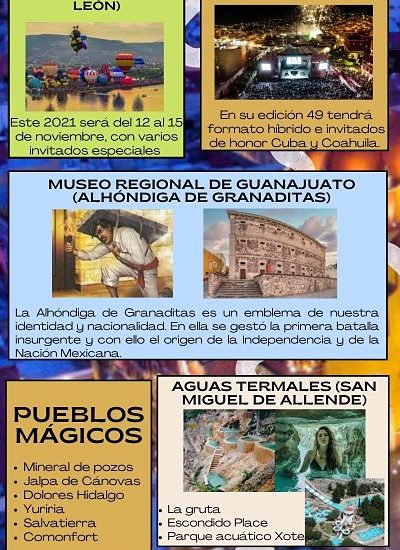 LEÓN)
Este 2021 será del 12 al 15
de noviembre, con varios
invitados especiales
En su edición 49 tendrá
formato híbrido e invitados
de honor Cuba y Coahuila.
MUSEO REGIONAL DE GUANAJUATO
(ALHÓNDIGA DE GRANADITAS)
La Alhóndiga de Granaditas es un emblema de nuestra
identidad y nacionalidad. En ella se gestó la primera batalla
insurgente y con ello el origen de la Independencia y de la
Nación Mexicana.
PUEBLOS
MÁGICOS
Mineral de pozos
Jalpa de Cánovas
Dolores Hidalgo
Yuriria
Salvatierra
Comonfort
AGUAS TERMALES (SAN
MIGUEL DE ALLENDE)
La gruta
Escondido Place
Parque acuático Xote